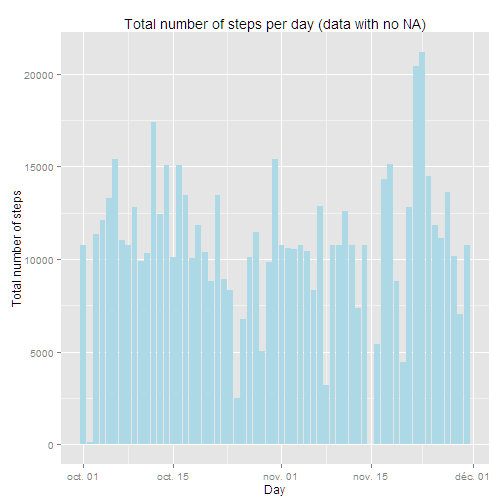 Total number of steps per day (data with no NA)
Total number of steps
20000
15000
10000
5000
0
oct. 01
oct. 15
nov. 01
nov. 15
déc. 01
Day